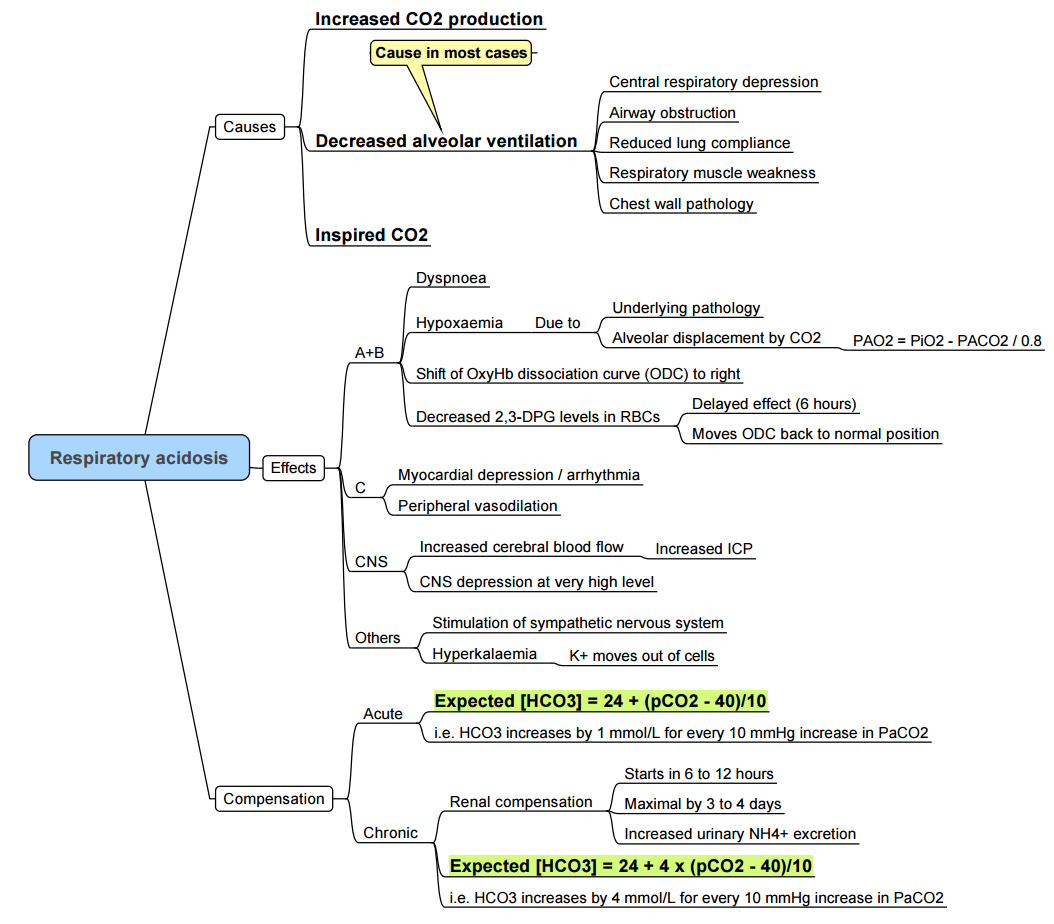 Increased CO2 production
Cause in most cases
Causes
Decreased alveolar ventilation
Central respiratory depression
Airway obstruction
Reduced lung compliance
Respiratory muscle weakness
Chest wall pathology
Inspired CO2
Respiratory acidosis
Effects
A+B
Dyspnoea
Hypoxaemia
Due to
Underlying pathology
Alveolar displacement by CO2
PAO2 = PiO2 - PACO2 / 0.8
Shift of OxyHb dissociation curve (ODC) to right
Decreased 2,3-DPG levels in RBCs
Delayed effect (6 hours)
Moves ODC back to normal position
C
Myocardial depression / arrhythmia
Peripheral vasodilation
CNS
Increased cerebral blood flow
Increased ICP
CNS depression at very high level
Others
Stimulation of sympathetic nervous system
Hyperkalaemia
K+ moves out of cells
Compensation
Acute
Expected [HCO3] = 24 + (pCO2 - 40)/10
i.e. HCO3 increases by 1 mmol/L for every 10 mmHg increase in PaCO2
Chronic
Renal compensation
Starts in 6 to 12 hours
Maximal by 3 to 4 days
Increased urinary NH4+ excretion
Expected [HCO3] = 24 + 4 x (pCO2 - 40)/10
i.e. HCO3 increases by 4 mmol/L for every 10 mmHg increase in PaCO2